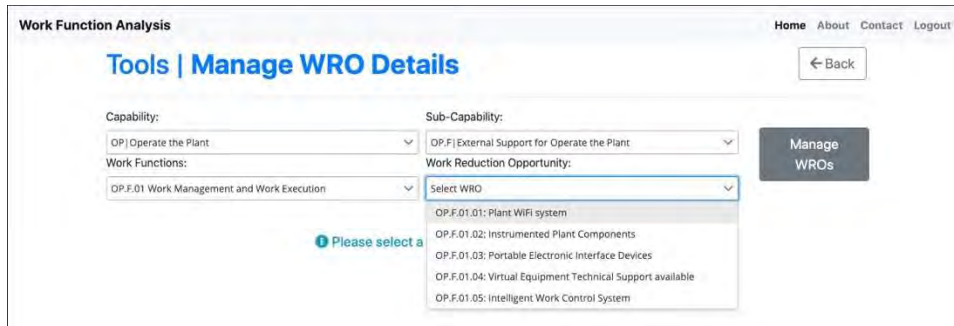 Work Function Analysis
Home About Contact Logout
Tools | Manage WRO Details
← Back
Capability:
Sub-Capability:
OP|Operate the Plant
OP.F|External Support for Operate the Plant
Manage
WROs
Work Functions:
Work Reduction Opportunity:
OP.F.01 Work Management and Work Execution
Select WRO
OP.F.01.01: Plant WiFi system
OP.F.01.02: Instrumented Plant Components
Please select a
OP.F.01.03: Portable Electronic Interface Devices
OP.F.01.04: Virtual Equipment Technical Support available
OP.F.01.05: Intelligent Work Control System